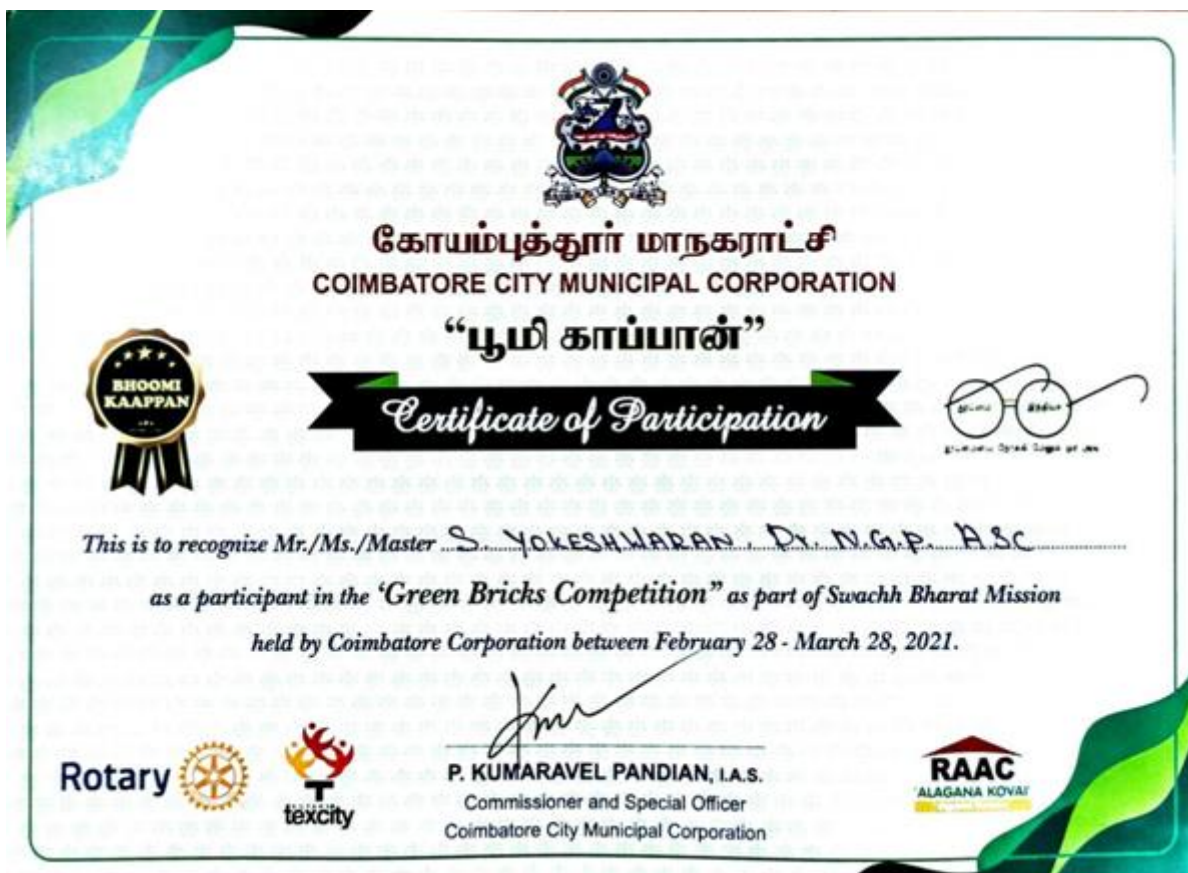 கோயம்புத்தூர் மாநகராட்சி
COIMBATORE CITY MUNICIPAL CORPORATION
“பூமி காப்பான்”
BHOOMI
KAAPPAN
Certificate of Participation
தூய்மை இந்தியா
This is to recognize Mr./Ms./Master S. YOKESHWARAN, Dr. N.G.P. ASC
as a participant in the ‘Green Bricks Competition” as part of Swachh Bharat Mission
held by Coimbatore Corporation between February 28 - March 28, 2021.
Rotary
texcity
P. KUMARAVEL PANDIAN, I.A.S.
Commissioner and Special Officer
Coimbatore City Municipal Corporation
RAAC
‘ALAGANA KOVAI’